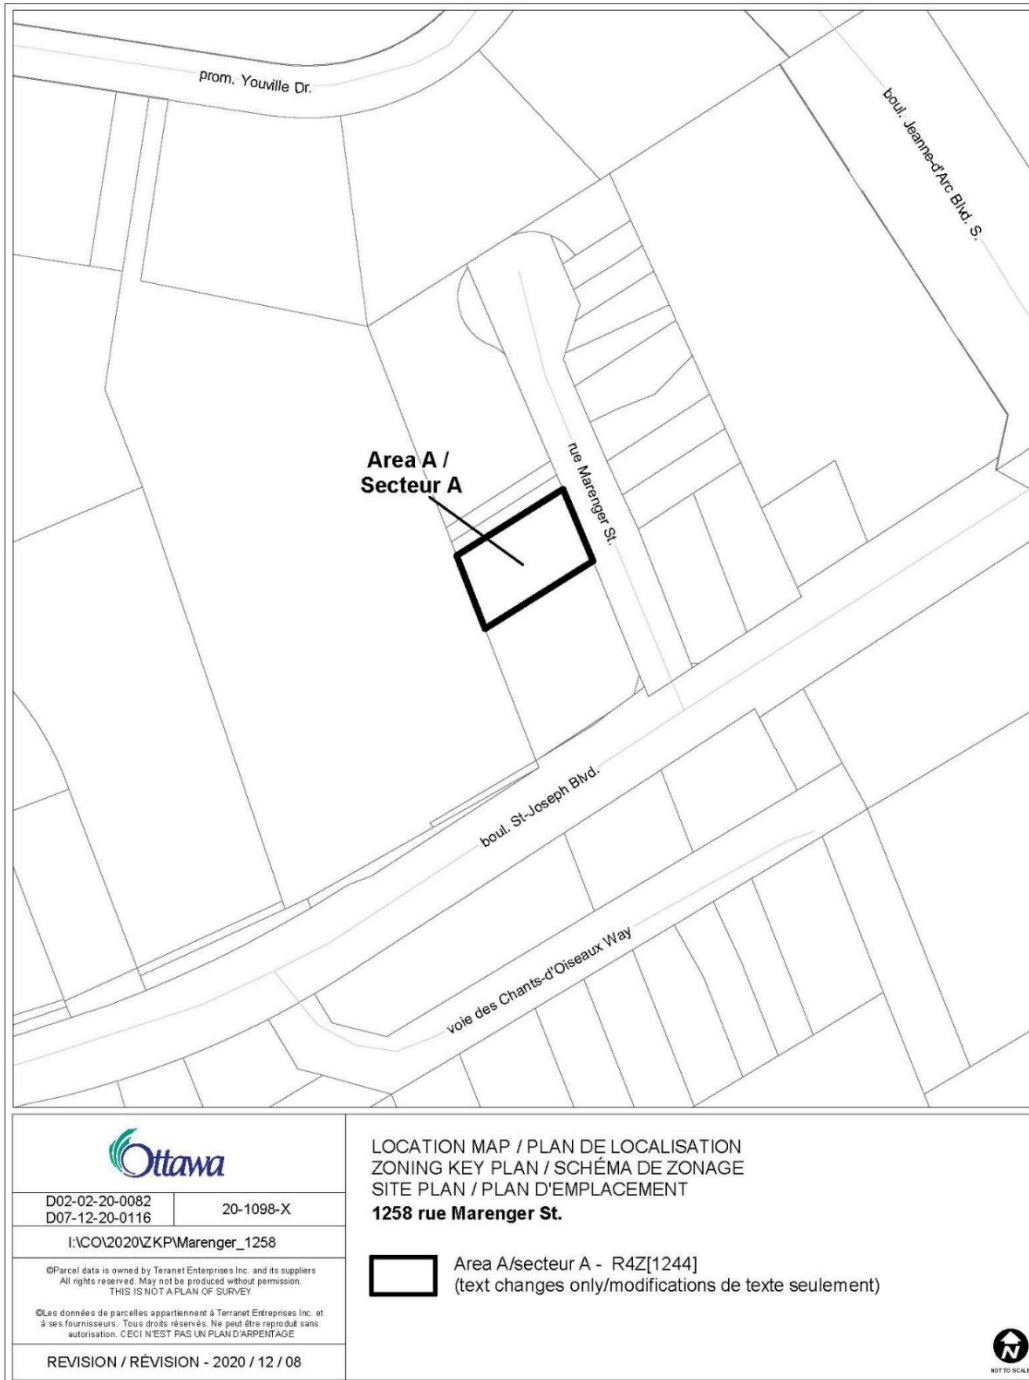 prom. Youville Dr.
boul. Jeanne-d'Arc Blvd. S.
Area A /
Secteur A
rue Marenger St.
boul. St-Joseph Blvd.
voie des Chants-d'Oiseaux Way
Ottawa
D02-02-20-0082
D07-12-20-0116
20-1098-X
I:\CO\2020\ZKP\Marenger_1258
©Parcel data is owned by Teranet Enterprises Inc. and its suppliers
All rights reserved. May not be produced without permission.
THIS IS NOT A PLAN OF SURVEY
©Les données de parcelles appartiennent à Terranet Entreprises Inc. et
à ses fournisseurs. Tous droits réservés. Ne peut être reproduit sans
autorisation. CECI N'EST PAS UN PLAN D'ARPENTAGE
REVISION / RÉVISION - 2020 / 12 / 08
LOCATION MAP / PLAN DE LOCALISATION
ZONING KEY PLAN / SCHÉMA DE ZONAGE
SITE PLAN / PLAN D'EMPLACEMENT
1258 rue Marenger St.
Area A/secteur A - R4Z[1244]
(text changes only/modifications de texte seulement)
N
NOT TO SCALE